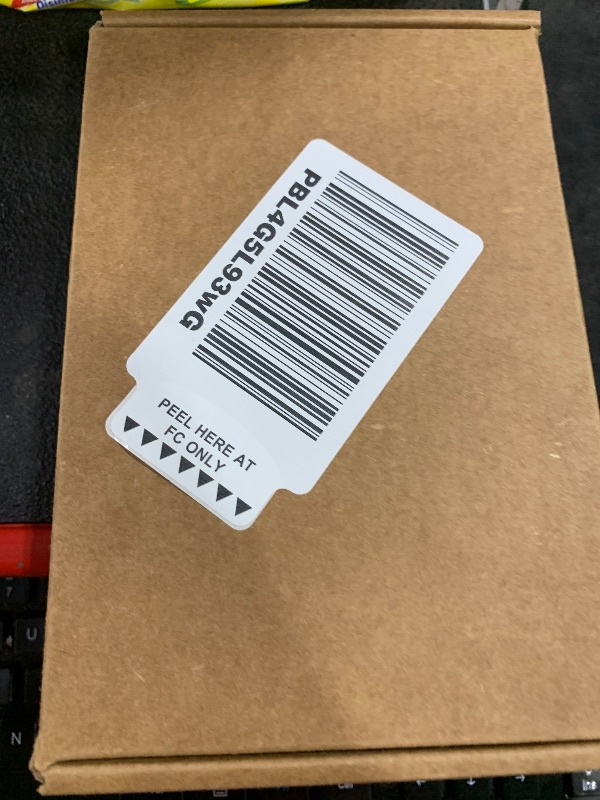 PBL4G5L93wG
PEEL HERE AT
FC ONLY
U
N